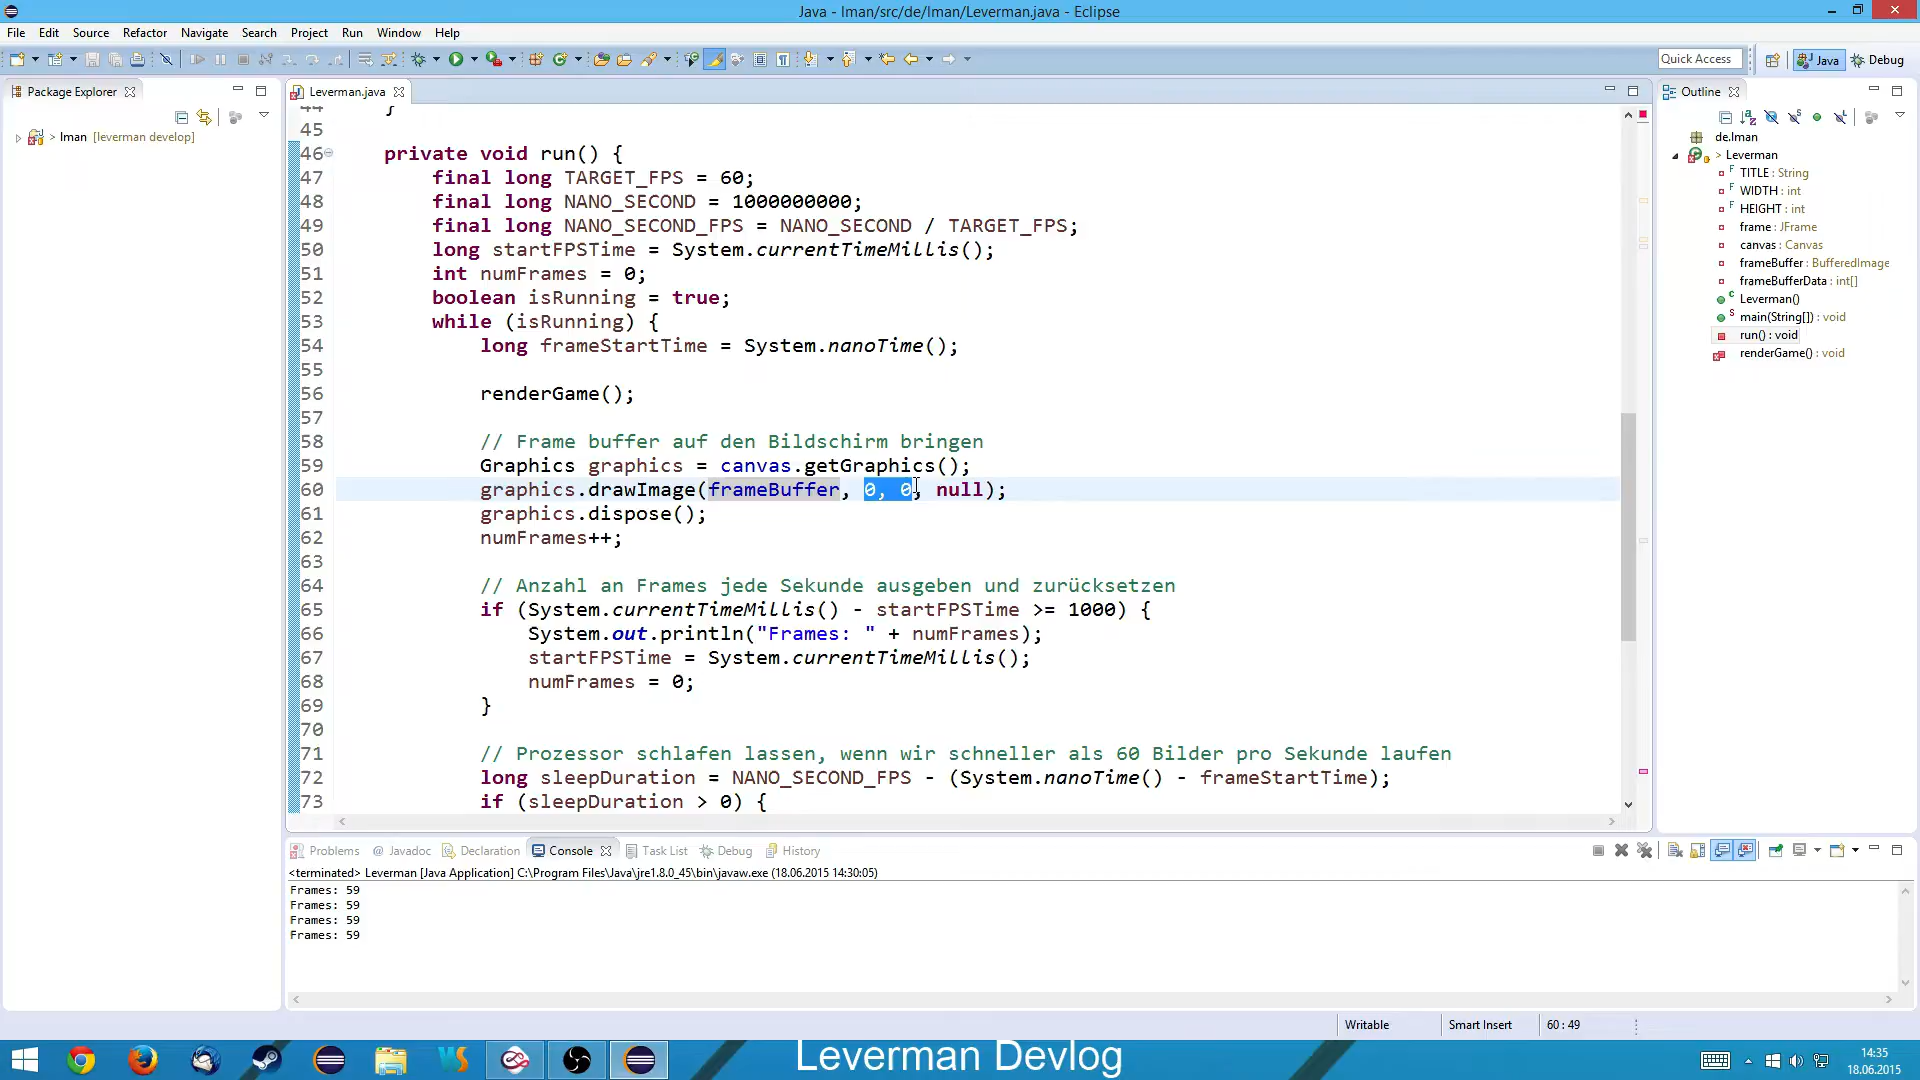 Java - lman/src/de/lman/Leverman.java - Eclipse
File Edit Source Refactor Navigate Search Project Run Window Help
Quick Access Java Debug
Package Explorer
> lman [leverman develop]
Leverman.java
44 }
45
46 private void run() {
47 final long TARGET_FPS = 60;
48 final long NANO_SECOND = 1000000000;
49 final long NANO_SECOND_FPS = NANO_SECOND / TARGET_FPS;
50 long startFPSTime = System.currentTimeMillis();
51 int numFrames = 0;
52 boolean isRunning = true;
53 while (isRunning) {
54 long frameStartTime = System.nanoTime();
55
56 renderGame();
57
58 // Frame buffer auf den Bildschirm bringen
59 Graphics graphics = canvas.getGraphics();
60 graphics.drawImage(frameBuffer, 0, 0, null);
61 graphics.dispose();
62 numFrames++;
63
64 // Anzahl an Frames jede Sekunde ausgeben und zurücksetzen
65 if (System.currentTimeMillis() - startFPSTime >= 1000) {
66 System.out.println("Frames: " + numFrames);
67 startFPSTime = System.currentTimeMillis();
68 numFrames = 0;
69 }
70
71 // Prozessor schlafen lassen, wenn wir schneller als 60 Bilder pro Sekunde laufen
72 long sleepDuration = NANO_SECOND_FPS - (System.nanoTime() - frameStartTime);
73 if (sleepDuration > 0) {
Outline
de.lman
> Leverman
TITLE : String
WIDTH : int
HEIGHT : int
frame : JFrame
canvas : Canvas
frameBuffer : BufferedImage
frameBufferData : int[]
Leverman()
main(String[]) : void
run() : void
renderGame() : void
Problems @ Javadoc Declaration Console Task List Debug History
<terminated> Leverman [Java Application] C:\Program Files\Java\jre1.8.0_45\bin\javaw.exe (18.06.2015 14:30:05)
Frames: 59
Frames: 59
Frames: 59
Frames: 59
Writable Smart Insert 60 : 49
Leverman Devlog
14:35
18.06.2015